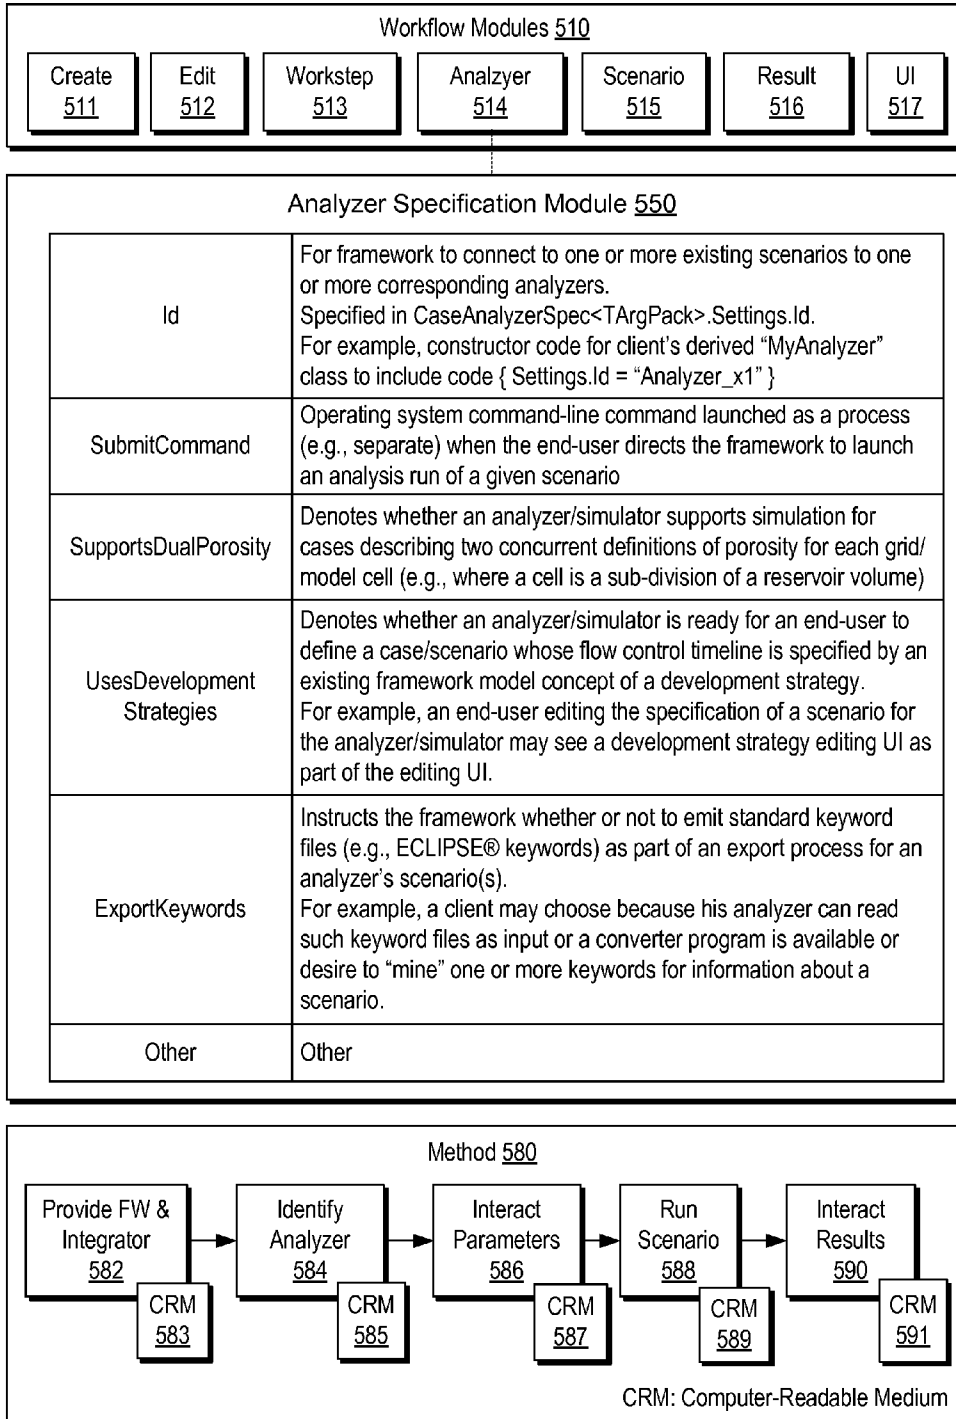 Workflow Modules 510
Create
511
Edit
512
Workstep
513
Analzyer
514
Scenario
515
Result
516
UI
517
Analyzer Specification Module 550
Id
For framework to connect to one or more existing scenarios to one
or more corresponding analyzers.
Specified in CaseAnalyzerSpec<TArgPack>.Settings.Id.
For example, constructor code for client's derived “MyAnalyzer”
class to include code { Settings.Id = “Analyzer_x1” }
SubmitCommand
Operating system command-line command launched as a process
(e.g., separate) when the end-user directs the framework to launch
an analysis run of a given scenario
SupportsDualPorosity
Denotes whether an analyzer/simulator supports simulation for
cases describing two concurrent definitions of porosity for each grid/
model cell (e.g., where a cell is a sub-division of a reservoir volume)
UsesDevelopment
Strategies
Denotes whether an analyzer/simulator is ready for an end-user to
define a case/scenario whose flow control timeline is specified by an
existing framework model concept of a development strategy.
For example, an end-user editing the specification of a scenario for
the analyzer/simulator may see a development strategy editing UI as
part of the editing UI.
ExportKeywords
Instructs the framework whether or not to emit standard keyword
files (e.g., ECLIPSE® keywords) as part of an export process for an
analyzer's scenario(s).
For example, a client may choose because his analyzer can read
such keyword files as input or a converter program is available or
desire to “mine” one or more keywords for information about a
scenario.
Other
Other
Method 580
Provide FW &
Integrator
582
CRM
583
Identify
Analyzer
584
CRM
585
Interact
Parameters
586
CRM
587
Run
Scenario
588
CRM
589
Interact
Results
590
CRM
591
CRM: Computer-Readable Medium